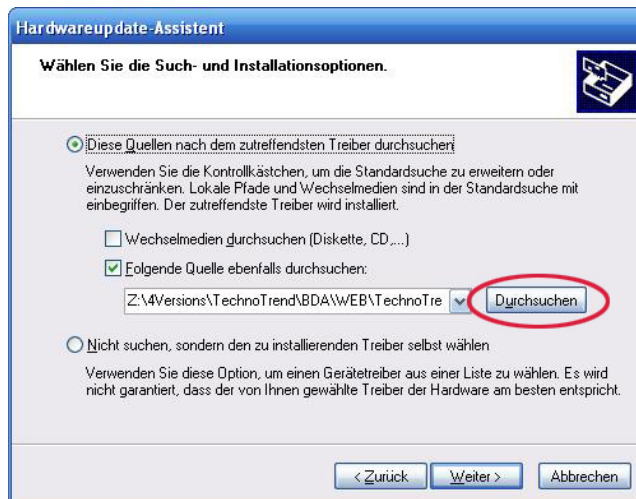 Hardwareupdate-Assistent
Wählen Sie die Such- und Installationsoptionen.
Diese Quellen nach dem zutreffendsten Treiber durchsuchen
Verwenden Sie die Kontrollkästchen, um die Standardsuche zu erweitern oder
einzuschränken. Lokale Pfade und Wechselmedien sind in der Standardsuche mit
einbegriffen. Der zutreffendste Treiber wird installiert.
Wechselmedien durchsuchen (Diskette, CD,...)
Folgende Quelle ebenfalls durchsuchen:
Z:\4Versions\TechnoTrend\BDA\WEB\TechnoTre Durchsuchen
Nicht suchen, sondern den zu installierenden Treiber selbst wählen
Verwenden Sie diese Option, um einen Gerätetreiber aus einer Liste zu wählen. Es wird
nicht garantiert, dass der von Ihnen gewählte Treiber der Hardware am besten entspricht.
< Zurück Weiter > Abbrechen